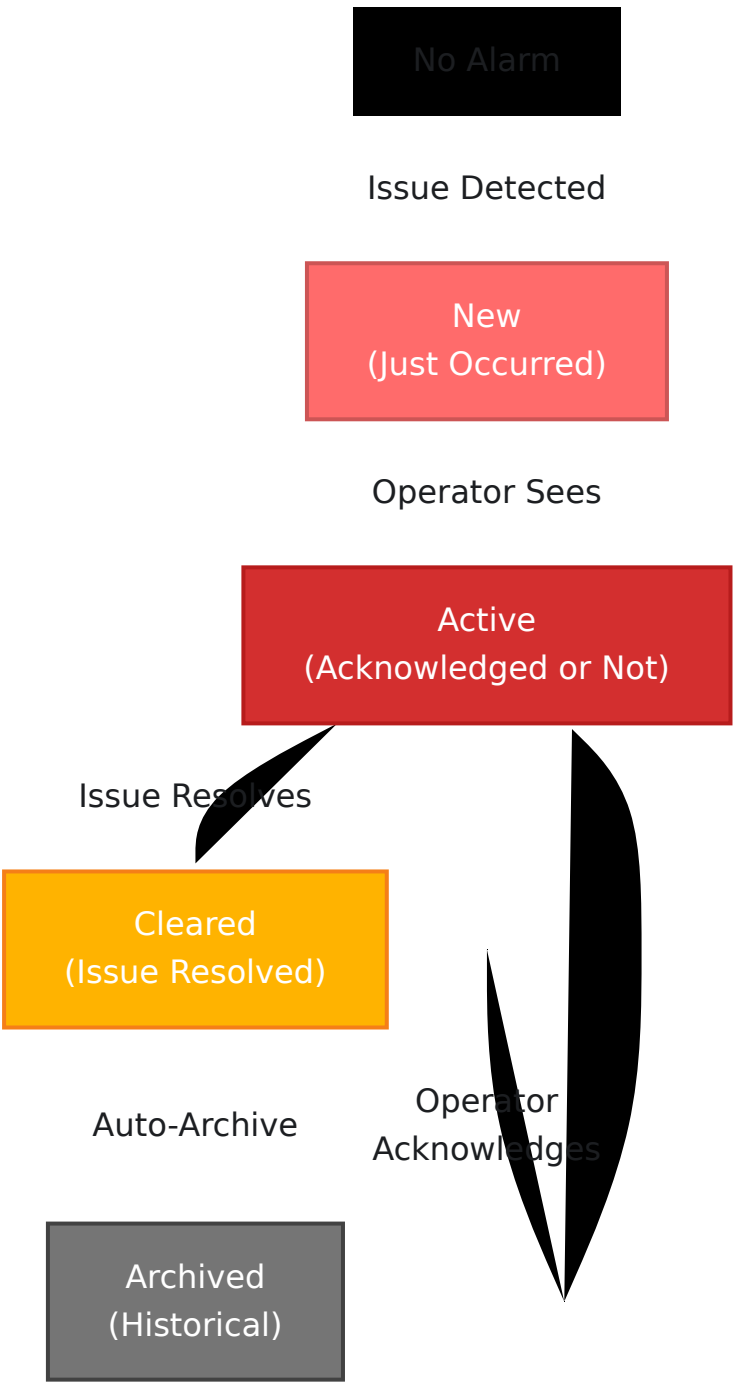 No Alarm
Issue Detected
New
(Just Occurred)
Operator Sees
Active
(Acknowledged or Not)
Issue Resolves
Cleared
(Issue Resolved)
Operator
Acknowledges
Auto-Archive
Archived
(Historical)